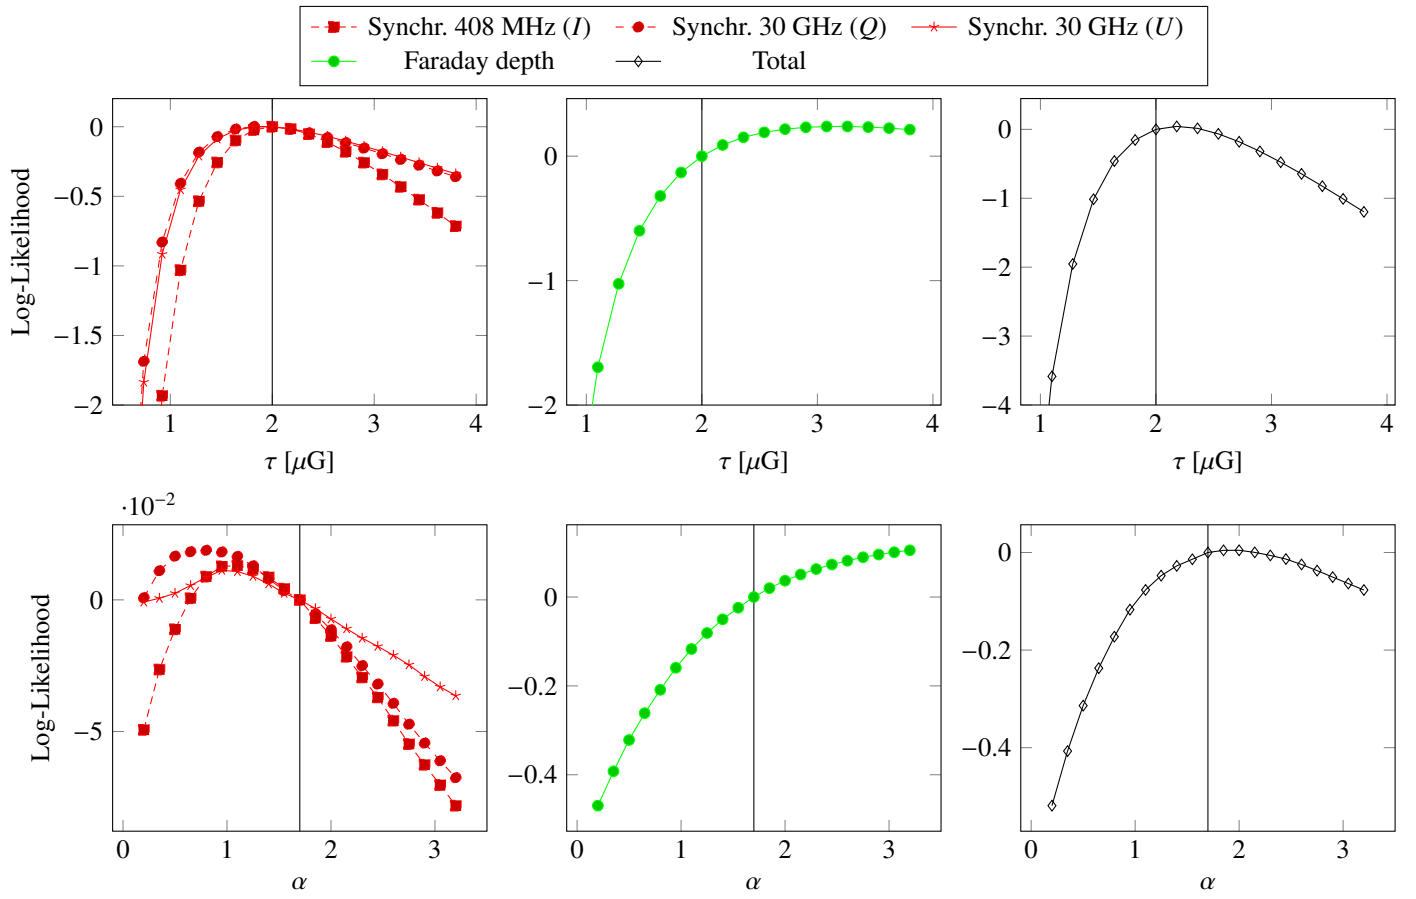 Synchr. 408 MHz (I) Synchr. 30 GHz (Q) Synchr. 30 GHz (U)
Faraday depth Total
Log-Likelihood
0
−0.5
−1
−1.5
−2
1 2 3 4
τ [μG]
0
−1
−2
1 2 3 4
τ [μG]
0
−1
−2
−3
−4
1 2 3 4
τ [μG]
·10⁻²
Log-Likelihood
0
−5
0 1 2 3
α
0
−0.2
−0.4
0 1 2 3
α
0
−0.2
−0.4
0 1 2 3
α